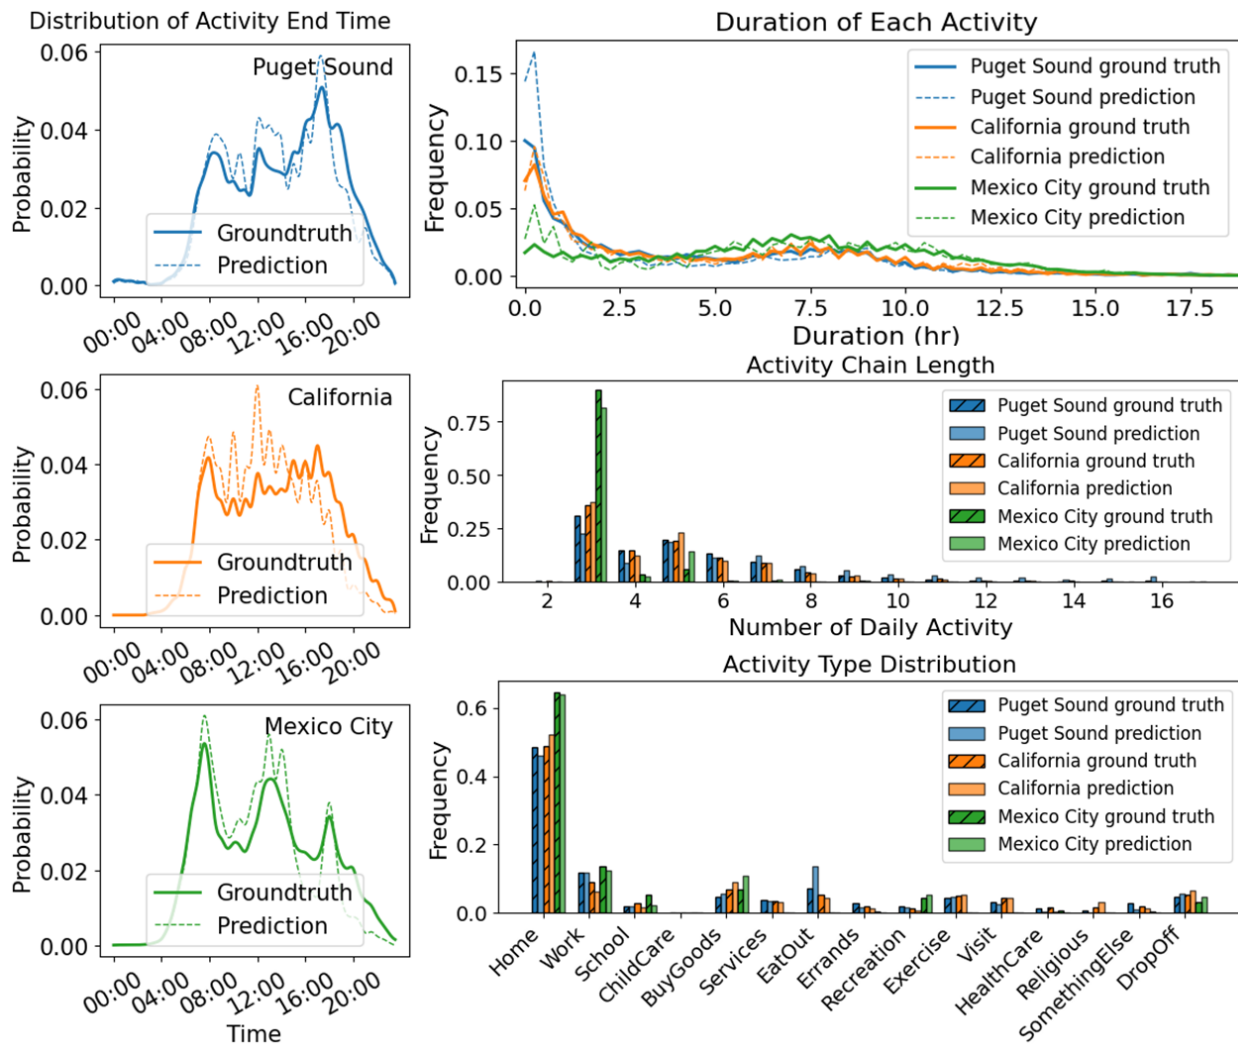 Distribution of Activity End Time
Probability
0.06
0.04
0.02
0.00
Puget Sound
Groundtruth
Prediction
00:00
04:00
08:00
12:00
16:00
20:00
Probability
0.06
0.04
0.02
0.00
California
Groundtruth
Prediction
00:00
04:00
08:00
12:00
16:00
20:00
Probability
0.06
0.04
0.02
0.00
Mexico City
Groundtruth
Prediction
00:00
04:00
08:00
12:00
16:00
20:00
Time
Duration of Each Activity
Frequency
0.15
0.10
0.05
0.00
Puget Sound ground truth
Puget Sound prediction
California ground truth
California prediction
Mexico City ground truth
Mexico City prediction
0.0 2.5 5.0 7.5 10.0 12.5 15.0 17.5
Duration (hr)
Activity Chain Length
Frequency
0.75
0.50
0.25
0.00
Puget Sound ground truth
Puget Sound prediction
California ground truth
California prediction
Mexico City ground truth
Mexico City prediction
2 4 6 8 10 12 14 16
Number of Daily Activity
Activity Type Distribution
Frequency
0.6
0.4
0.2
0.0
Puget Sound ground truth
Puget Sound prediction
California ground truth
California prediction
Mexico City ground truth
Mexico City prediction
Home
Work
School
ChildCare
BuyGoods
Services
EatOut
Errands
Recreation
Exercise
Visit
HealthCare
Religious
SomethingElse
DropOff